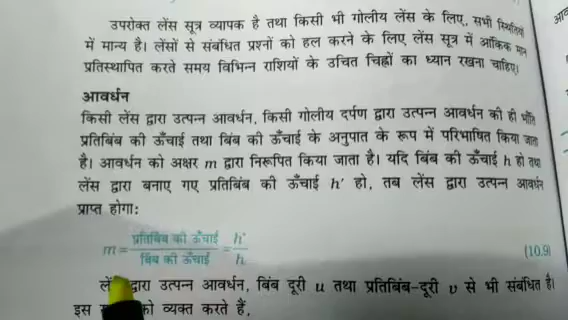 उपरोक्त लेंस सूत्र व्यापक है तथा किसी भी गोलीय लेंस के लिए, सभी स्थितियों
में मान्य है। लेंसों से संबंधित प्रश्नों को हल करने के लिए लेंस सूत्र में आंकिक मान
प्रतिस्थापित करते समय विभिन्न राशियों के उचित चिह्नों का ध्यान रखना चाहिए।
आवर्धन
किसी लेंस द्वारा उत्पन्न आवर्धन, किसी गोलीय दर्पण द्वारा उत्पन्न आवर्धन की ही भाँति
प्रतिबिंब की ऊँचाई तथा बिंब की ऊँचाई के अनुपात के रूप में परिभाषित किया जाता
है। आवर्धन को अक्षर m द्वारा निरूपित किया जाता है। यदि बिंब की ऊँचाई h हो तथा
लेंस द्वारा बनाए गए प्रतिबिंब की ऊँचाई h' हो, तब लेंस द्वारा उत्पन्न आवर्धन
प्राप्त होगा:
m = प्रतिबिंब की ऊँचाई / बिंब की ऊँचाई = h' / h (10.9)
द्वारा उत्पन्न आवर्धन, बिंब दूरी u तथा प्रतिबिंब-दूरी v से भी संबंधित है।
इस को व्यक्त करते हैं,